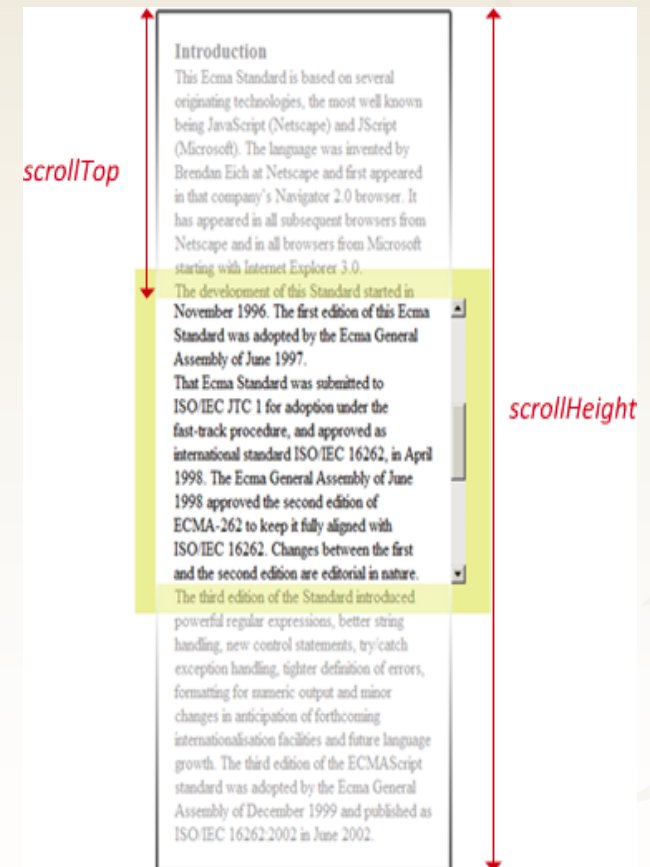 Introduction
This Ecma Standard is based on several
originating technologies, the most well known
being JavaScript (Netscape) and JScript
(Microsoft). The language was invented by
Brendan Eich at Netscape and first appeared
in that company's Navigator 2.0 browser. It
has appeared in all subsequent browsers from
Netscape and in all browsers from Microsoft
starting with Internet Explorer 3.0.
The development of this Standard started in
November 1996. The first edition of this Ecma
Standard was adopted by the Ecma General
Assembly of June 1997.
That Ecma Standard was submitted to
ISO/IEC JTC 1 for adoption under the
fast-track procedure, and approved as
international standard ISO/IEC 16262, in April
1998. The Ecma General Assembly of June
1998 approved the second edition of
ECMA-262 to keep it fully aligned with
ISO/IEC 16262. Changes between the first
and the second edition are editorial in nature.
The third edition of the Standard introduced
powerful regular expressions, better string
handling, new control statements, try/catch
exception handling, tighter definition of errors,
formatting for numeric output and minor
changes in anticipation of forthcoming
internationalisation facilities and future language
growth. The third edition of the ECMAScript
standard was adopted by the Ecma General
Assembly of December 1999 and published as
ISO/IEC 16262:2002 in June 2002.
scrollTop
scrollHeight